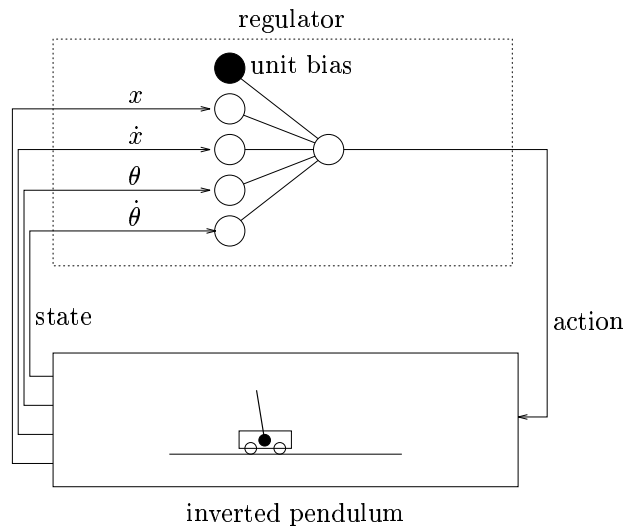 regulator
unit bias
x
ẋ
θ
θ̇
state
action
inverted pendulum